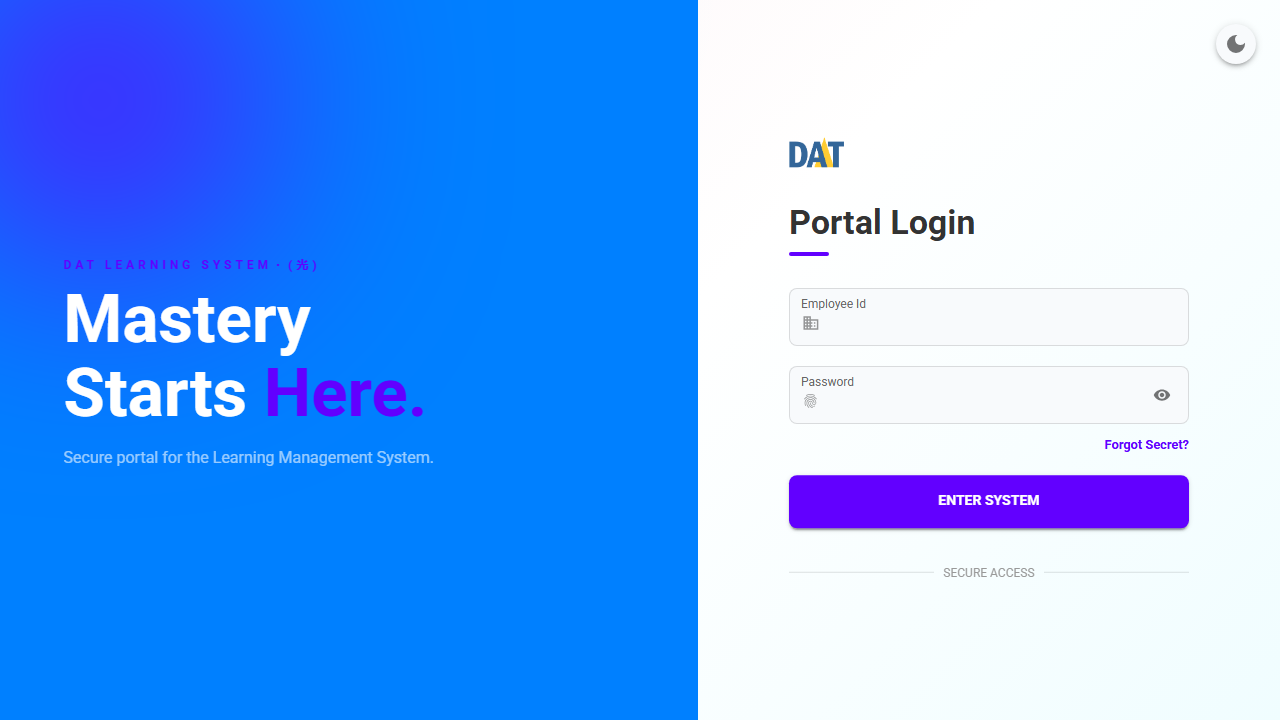 DAT LEARNING SYSTEM · (光)
Mastery
Starts Here.
Secure portal for the Learning Management System.
DAT
Portal Login
Employee Id
Password
Forgot Secret?
ENTER SYSTEM
SECURE ACCESS